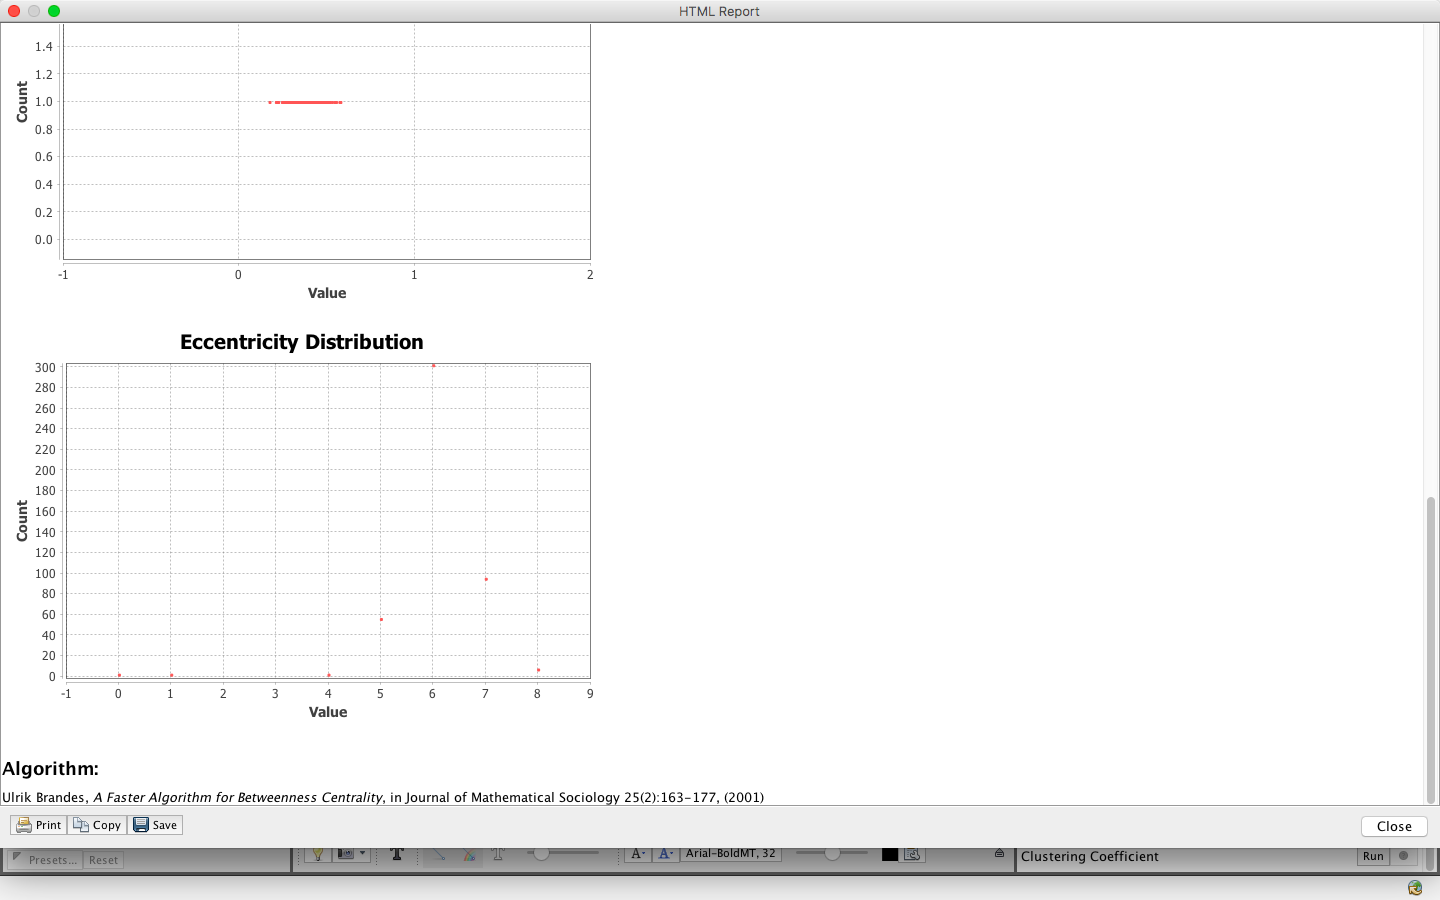 HTML Report
1.4
1.2
1.0
0.8
0.6
0.4
0.2
0.0
Count
-1 0 1 2
Value
Eccentricity Distribution
300
280
260
240
220
200
180
160
140
120
100
80
60
40
20
0
Count
-1 0 1 2 3 4 5 6 7 8 9
Value
Algorithm:
Ulrik Brandes, A Faster Algorithm for Betweenness Centrality, in Journal of Mathematical Sociology 25(2):163-177, (2001)
Print Copy Save Close
Presets... Reset T T A- A- Arial-BoldMT, 32 Clustering Coefficient Run